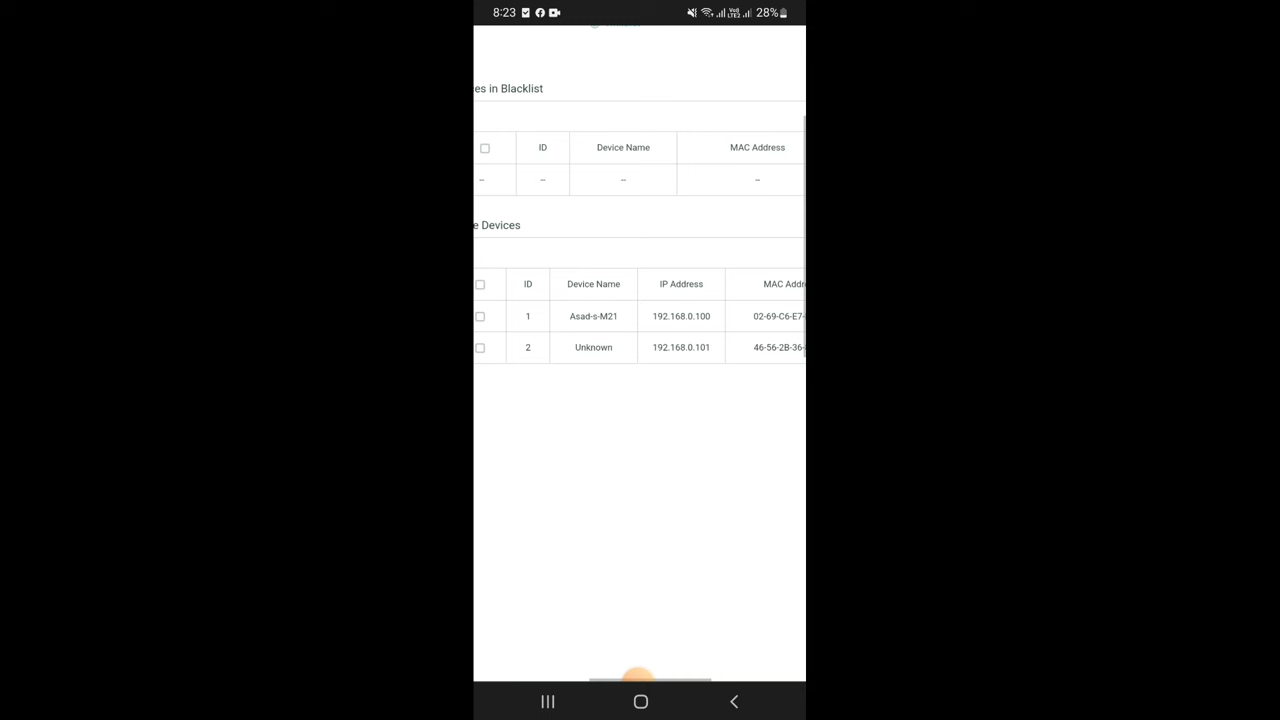 8:23 Vo9 LTE2 28%
es in Blacklist
ID Device Name MAC Address
-- -- -- --
e Devices
ID Device Name IP Address MAC Addr
1 Asad-s-M21 192.168.0.100 02-69-C6-E7-
2 Unknown 192.168.0.101 46-56-2B-36-